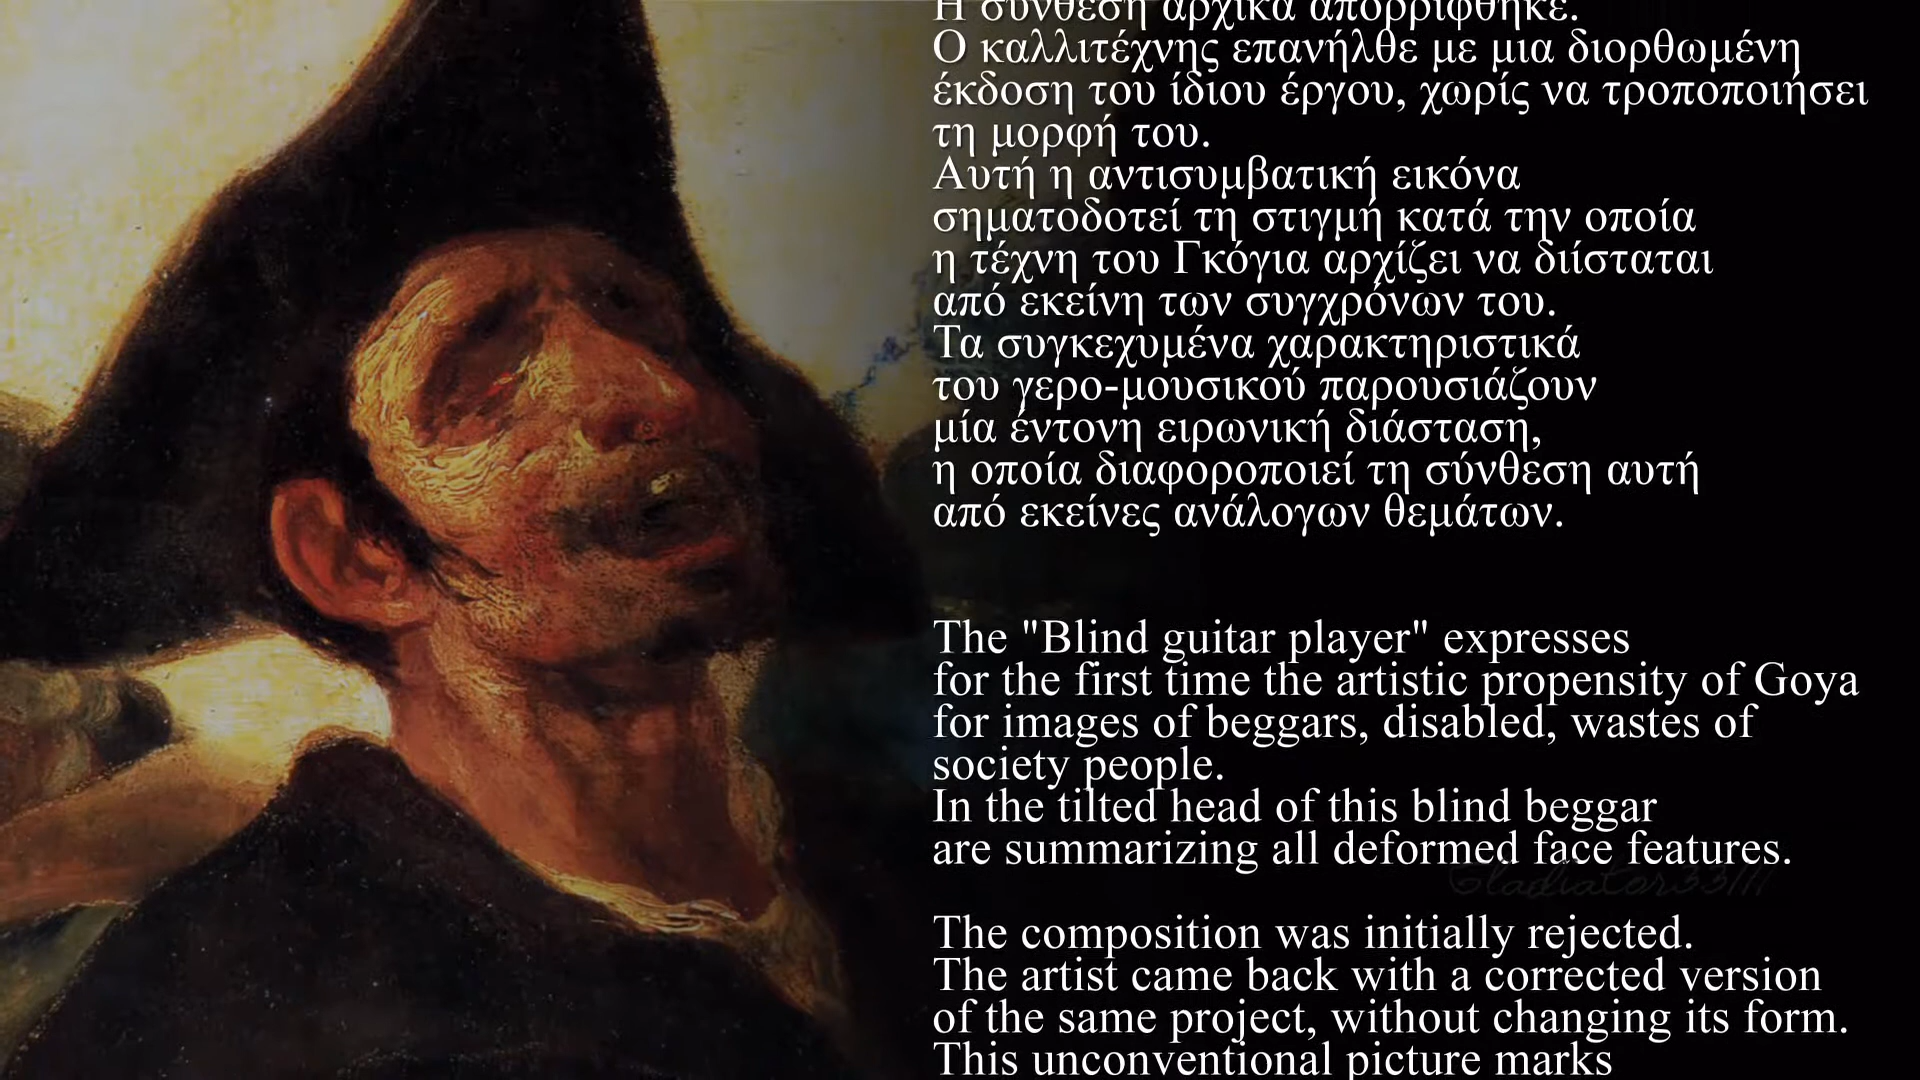 Η σύνθεση αρχικά απορρίφθηκε.
Ο καλλιτέχνης επανήλθε με μια διορθωμένη
έκδοση του ίδιου έργου, χωρίς να τροποποιήσει
τη μορφή του.
Αυτή η αντισυμβατική εικόνα
σηματοδοτεί τη στιγμή κατά την οποία
η τέχνη του Γκόγια αρχίζει να διίσταται
από εκείνη των συγχρόνων του.
Τα συγκεχυμένα χαρακτηριστικά
του γερο-μουσικού παρουσιάζουν
μία έντονη ειρωνική διάσταση,
η οποία διαφοροποιεί τη σύνθεση αυτή
από εκείνες ανάλογων θεμάτων.
The "Blind guitar player" expresses
for the first time the artistic propensity of Goya
for images of beggars, disabled, wastes of
society people.
In the tilted head of this blind beggar
are summarizing all deformed face features.
The composition was initially rejected.
The artist came back with a corrected version
of the same project, without changing its form.
This unconventional picture marks